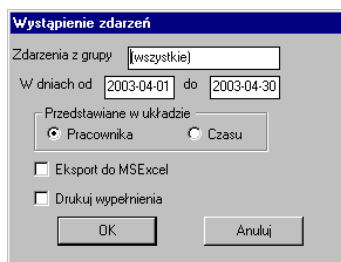 Wystąpienie zdarzeń
Zdarzenia z grupy (wszystkie)
W dniach od 2003-04-01 do 2003-04-30
Przedstawiane w układzie
Pracownika Czasu
Eksport do MSExcel
Drukuj wypełnienia
OK Anuluj